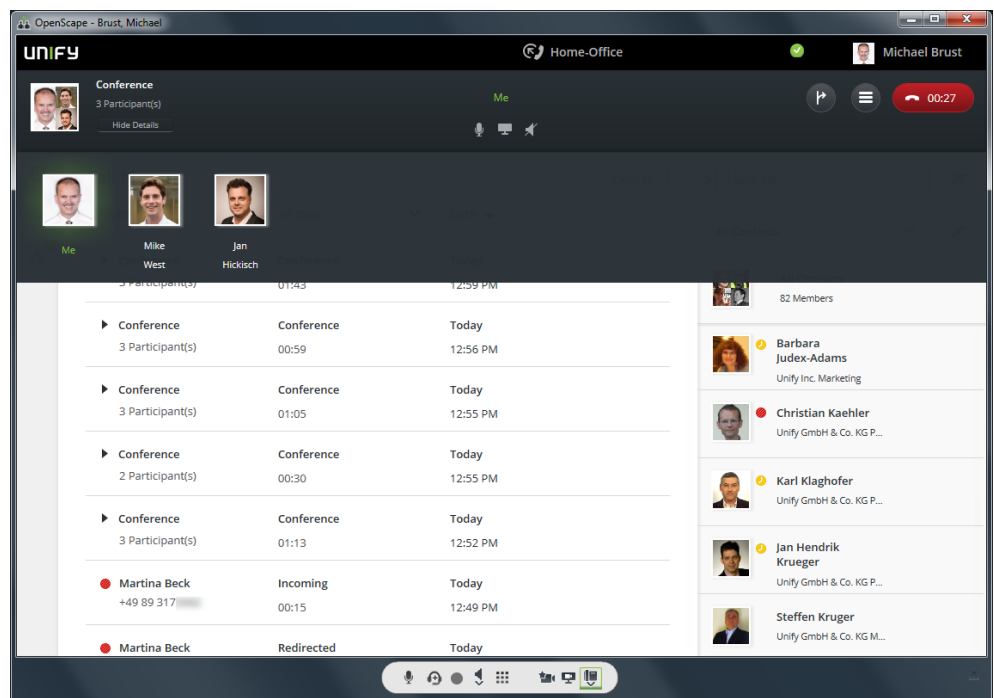 OpenScape - Brust, Michael
UNIFY
Home-Office
Michael Brust
Conference
3 Participant(s)
Hide Details
Me
00:27
Me
Mike
West
Jan
Hickisch
3 Participant(s)
01:43
12:59 PM
82 Members
Conference
Conference
Today
3 Participant(s)
00:59
12:56 PM
Conference
Conference
Today
3 Participant(s)
01:05
12:55 PM
Conference
Conference
Today
2 Participant(s)
00:30
12:55 PM
Conference
Conference
Today
3 Participant(s)
01:13
12:52 PM
Martina Beck
Incoming
Today
+49 89 317
00:15
12:49 PM
Martina Beck
Redirected
Today
Barbara
Judex-Adams
Unify Inc. Marketing
Christian Kaehler
Unify GmbH & Co. KG P...
Karl Klaghofer
Unify GmbH & Co. KG P...
Jan Hendrik
Krueger
Unify GmbH & Co. KG P...
Steffen Kruger
Unify GmbH & Co. KG M...